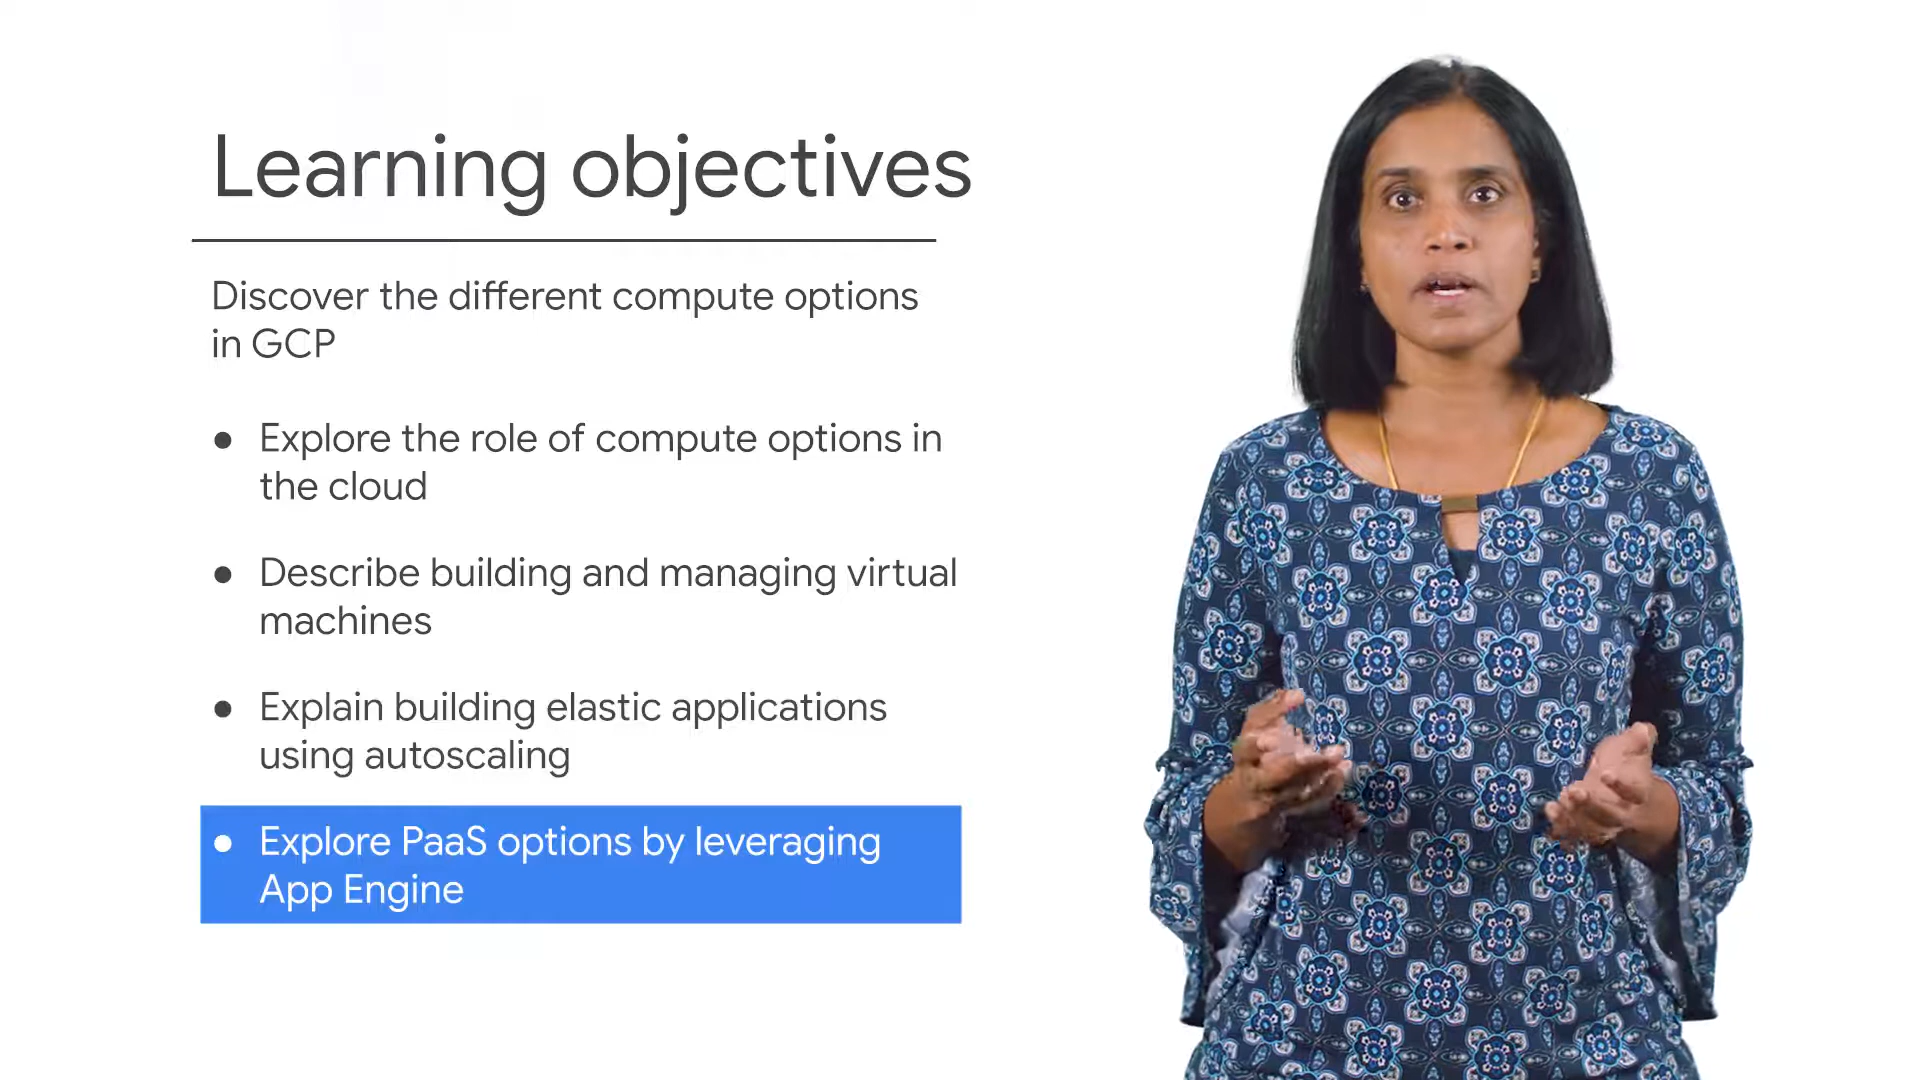 Learning objectives
Discover the different compute options
in GCP
● Explore the role of compute options in
the cloud
● Describe building and managing virtual
machines
● Explain building elastic applications
using autoscaling
● Explore PaaS options by leveraging
App Engine